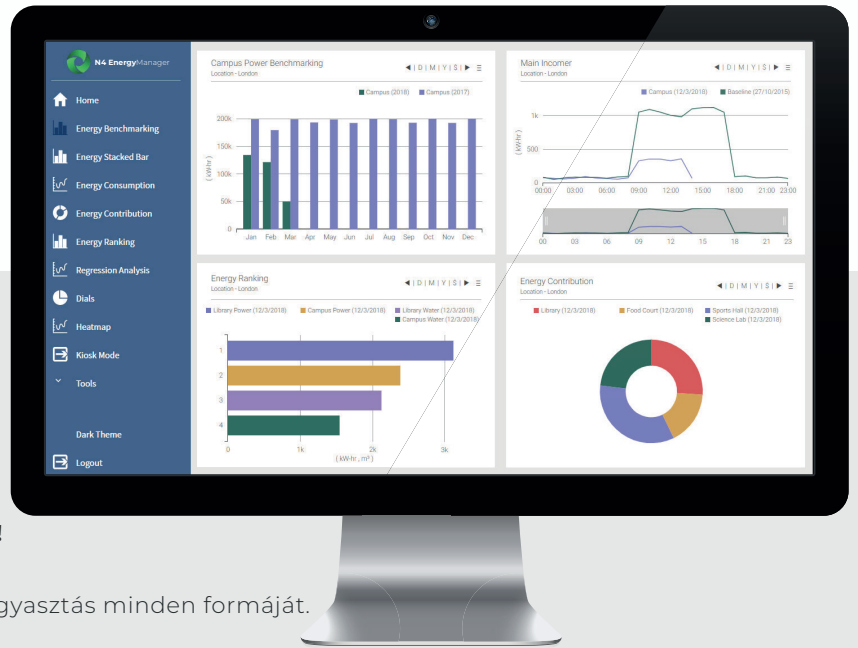 N4 EnergyManager
Home
Energy Benchmarking
Energy Stacked Bar
Energy Consumption
Energy Contribution
Energy Ranking
Regression Analysis
Dials
Heatmap
Kiosk Mode
Tools
Dark Theme
Logout
Campus Power Benchmarking
Location - London
◀ | D | M | Y | S | ▶
Campus (2018) Campus (2017)
200k
150k
100k
50k
0
( kW-hr )
Jan Feb Mar Apr May Jun Jul Aug Sep Oct Nov Dec
Main Incomer
Location - London
◀ | D | M | Y | S | ▶
Campus (12/3/2018) Baseline (27/10/2015)
1k
500
0
( kW-hr )
00:00 03:00 06:00 09:00 12:00 15:00 18:00 21:00 23:00
00 03 06 09 12 15 18 21 23
Energy Ranking
Location - London
◀ | D | M | Y | S | ▶
Library Power (12/3/2018) Campus Power (12/3/2018) Library Water (12/3/2018)
Campus Water (12/3/2018)
1
2
3
4
0 1k 2k 3k
( kW-hr , m³ )
Energy Contribution
Location - London
◀ | D | M | Y | S | ▶
Library (12/3/2018) Food Court (12/3/2018) Sports Hall (12/3/2018)
Science Lab (12/3/2018)
!
gyasztás minden formáját.